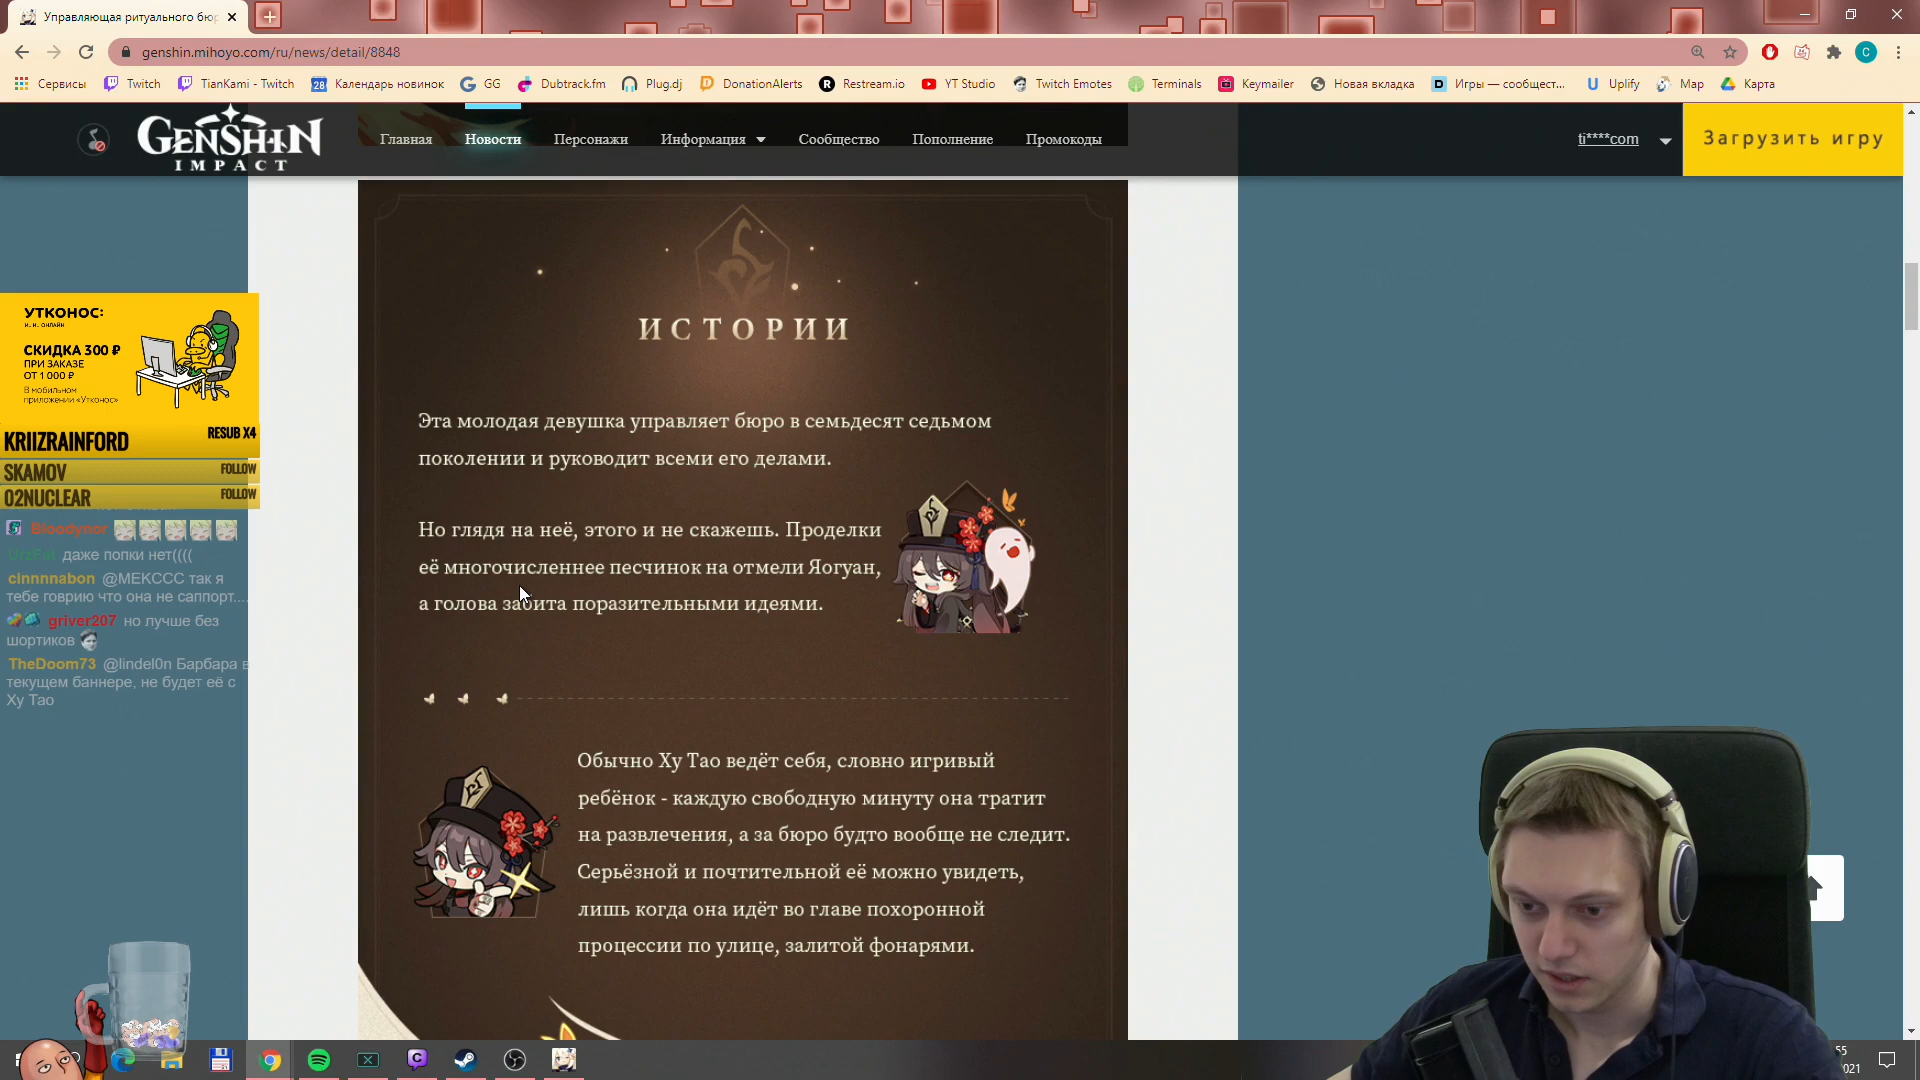 Управляющая ритуального бюр
genshin.mihoyo.com/ru/news/detail/8848
Сервисы
Twitch
TianKami - Twitch
Календарь новинок
GG
Dubtrack.fm
Plug.dj
DonationAlerts
Restream.io
YT Studio
Twitch Emotes
Terminals
Keymailer
Новая вкладка
Игры — сообщест...
Uplify
Map
Карта
GENSHIN
IMPACT
Главная
Новости
Персонажи
Информация
Сообщество
Пополнение
Промокоды
ti****com
Загрузить игру
ИСТОРИИ
Эта молодая девушка управляет бюро в семьдесят седьмом
поколении и руководит всеми его делами.
Но глядя на неё, этого и не скажешь. Проделки
её многочисленнее песчинок на отмели Яогуан,
а голова забита поразительными идеями.
Обычно Ху Тао ведёт себя, словно игривый
ребёнок - каждую свободную минуту она тратит
на развлечения, а за бюро будто вообще не следит.
Серьёзной и почтительной её можно увидеть,
лишь когда она идёт во главе похоронной
процессии по улице, залитой фонарями.
УТКОНОС:
И. И. ОНЛАЙН
СКИДКА 300 ₽
ПРИ ЗАКАЗЕ
ОТ 1 000 ₽
В мобильном
приложении «Утконос»
KRIIZRAINFORD RESUB X4
SKAMOV FOLLOW
O2NUCLEAR FOLLOW
Bloodynor
даже попки нет((((
cinnnnabon @MEKCCC так я
тебе говрию что она не саппорт....
griver207 но лучше без
шортиков
TheDoom73 @lindel0n Барбара в
текущем баннере, не будет её с
Ху Тао
55
021